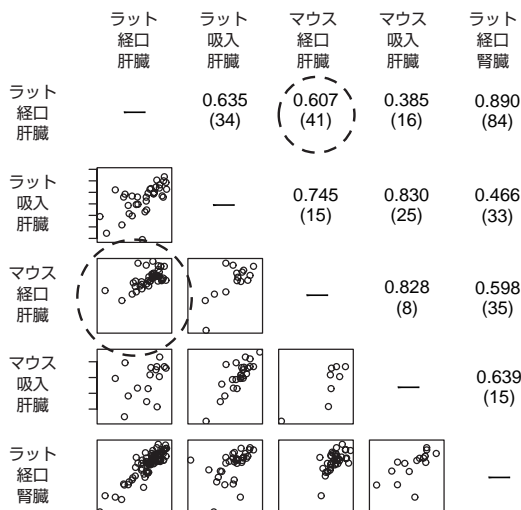 ラット ラット マウス マウス ラット
経口 吸入 経口 吸入 経口
肝臓 肝臓 肝臓 肝臓 腎臓
ラット
経口
肝臓
— 0.635 0.607 0.385 0.890
(34) (41) (16) (84)
ラット
吸入
肝臓
— 0.745 0.830 0.466
(15) (25) (33)
マウス
経口
肝臓
— 0.828 0.598
(8) (35)
マウス
吸入
肝臓
— 0.639
(15)
ラット
経口
腎臓
—